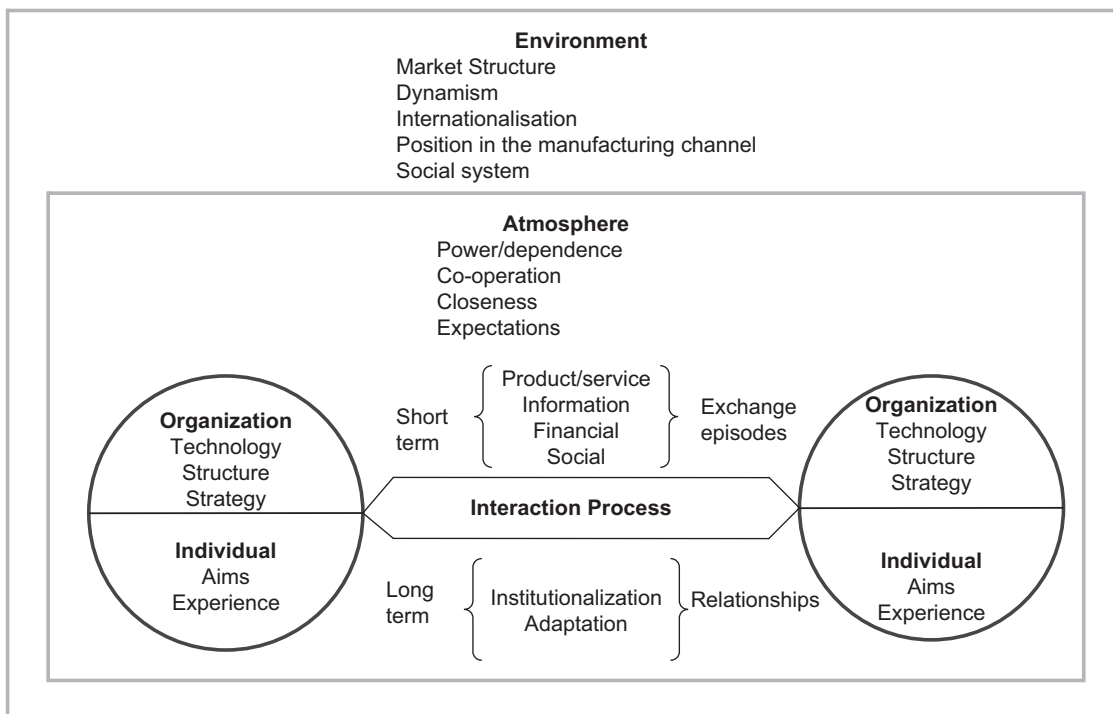 Environment
Market Structure
Dynamism
Internationalisation
Position in the manufacturing channel
Social system
Atmosphere
Power/dependence
Co-operation
Closeness
Expectations
Organization
Technology
Structure
Strategy
Individual
Aims
Experience
Short
term
Product/service
Information
Financial
Social
Exchange
episodes
Interaction Process
Long
term
Institutionalization
Adaptation
Relationships
Organization
Technology
Structure
Strategy
Individual
Aims
Experience